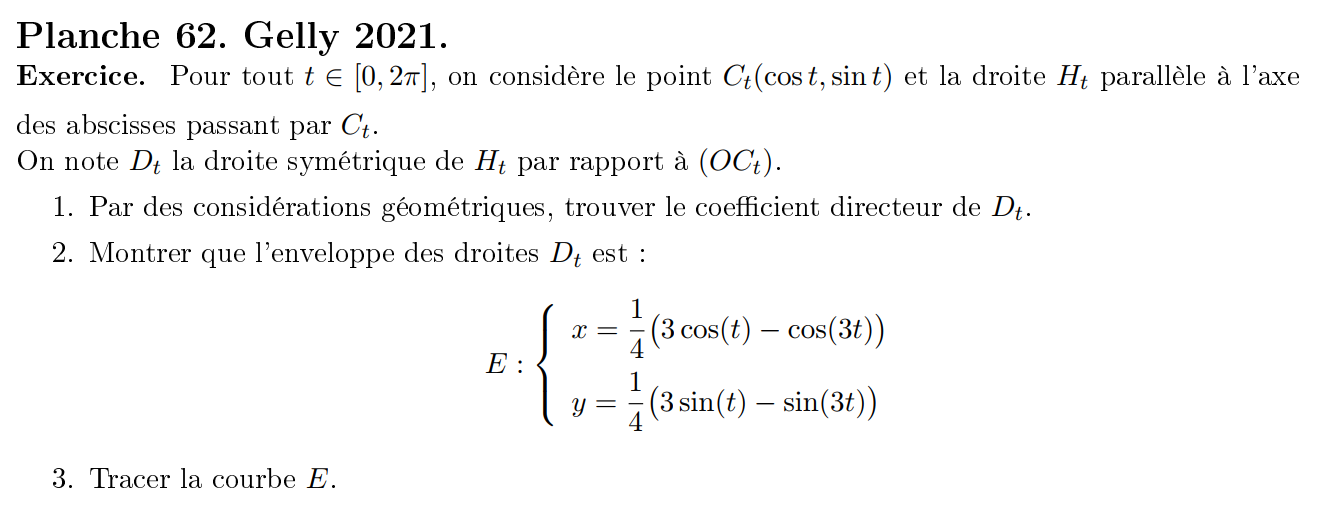 Planche 62. Gelly 2021.
Exercice. Pour tout $t \in [0, 2\pi]$, on considère le point $C_t(\cos t, \sin t)$ et la droite $H_t$ parallèle à l'axe
des abscisses passant par $C_t$.
On note $D_t$ la droite symétrique de $H_t$ par rapport à $(OC_t)$.
1. Par des considérations géométriques, trouver le coefficient directeur de $D_t$.
2. Montrer que l'enveloppe des droites $D_t$ est :
$E : \begin{cases} x = \frac{1}{4}(3\cos(t) - \cos(3t)) \\ y = \frac{1}{4}(3\sin(t) - \sin(3t)) \end{cases}$
3. Tracer la courbe $E$.